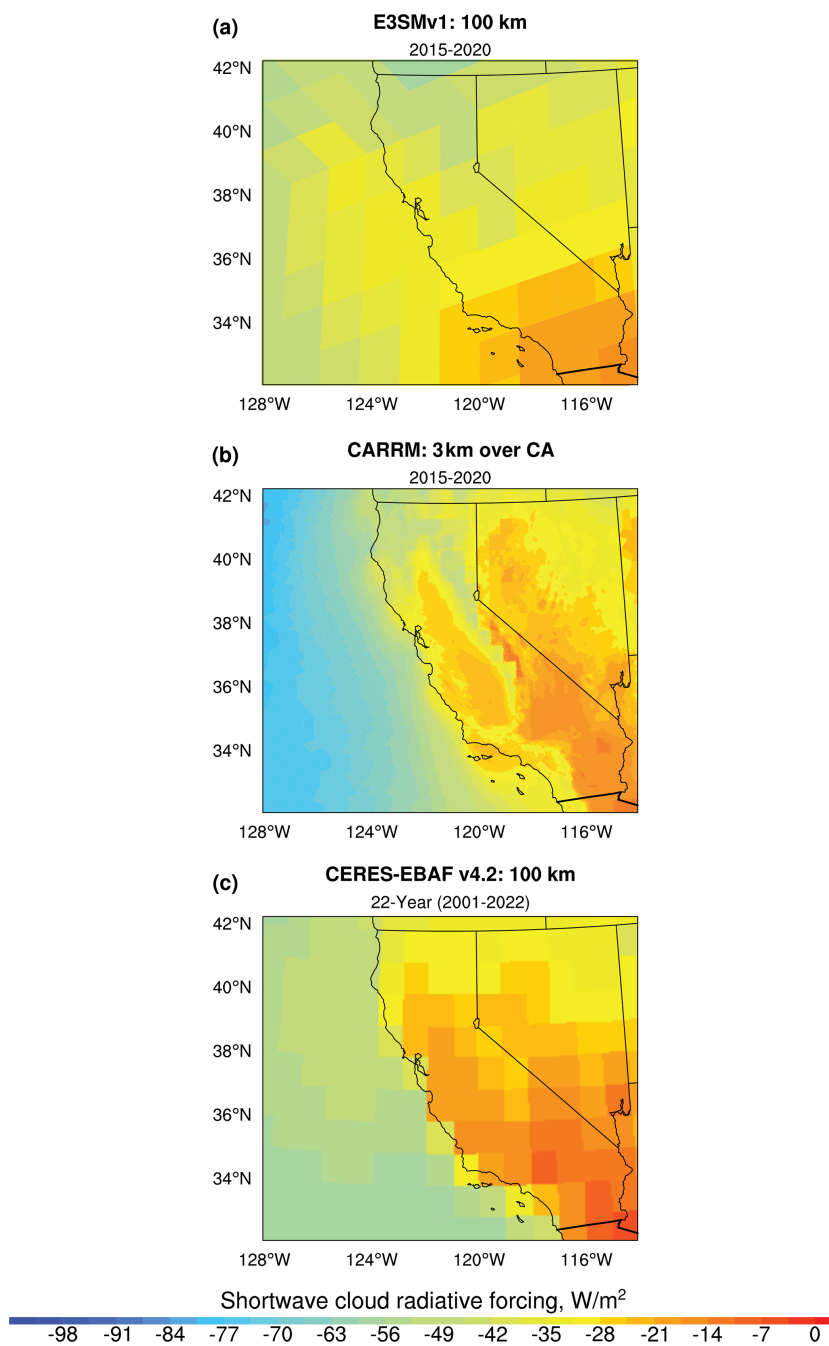 (a)
E3SMv1: 100 km
2015-2020
42°N
40°N
38°N
36°N
34°N
128°W 124°W 120°W 116°W
(b)
CARRM: 3km over CA
2015-2020
42°N
40°N
38°N
36°N
34°N
128°W 124°W 120°W 116°W
(c)
CERES-EBAF v4.2: 100 km
22-Year (2001-2022)
42°N
40°N
38°N
36°N
34°N
128°W 124°W 120°W 116°W
Shortwave cloud radiative forcing, W/m²
-98 -91 -84 -77 -70 -63 -56 -49 -42 -35 -28 -21 -14 -7 0